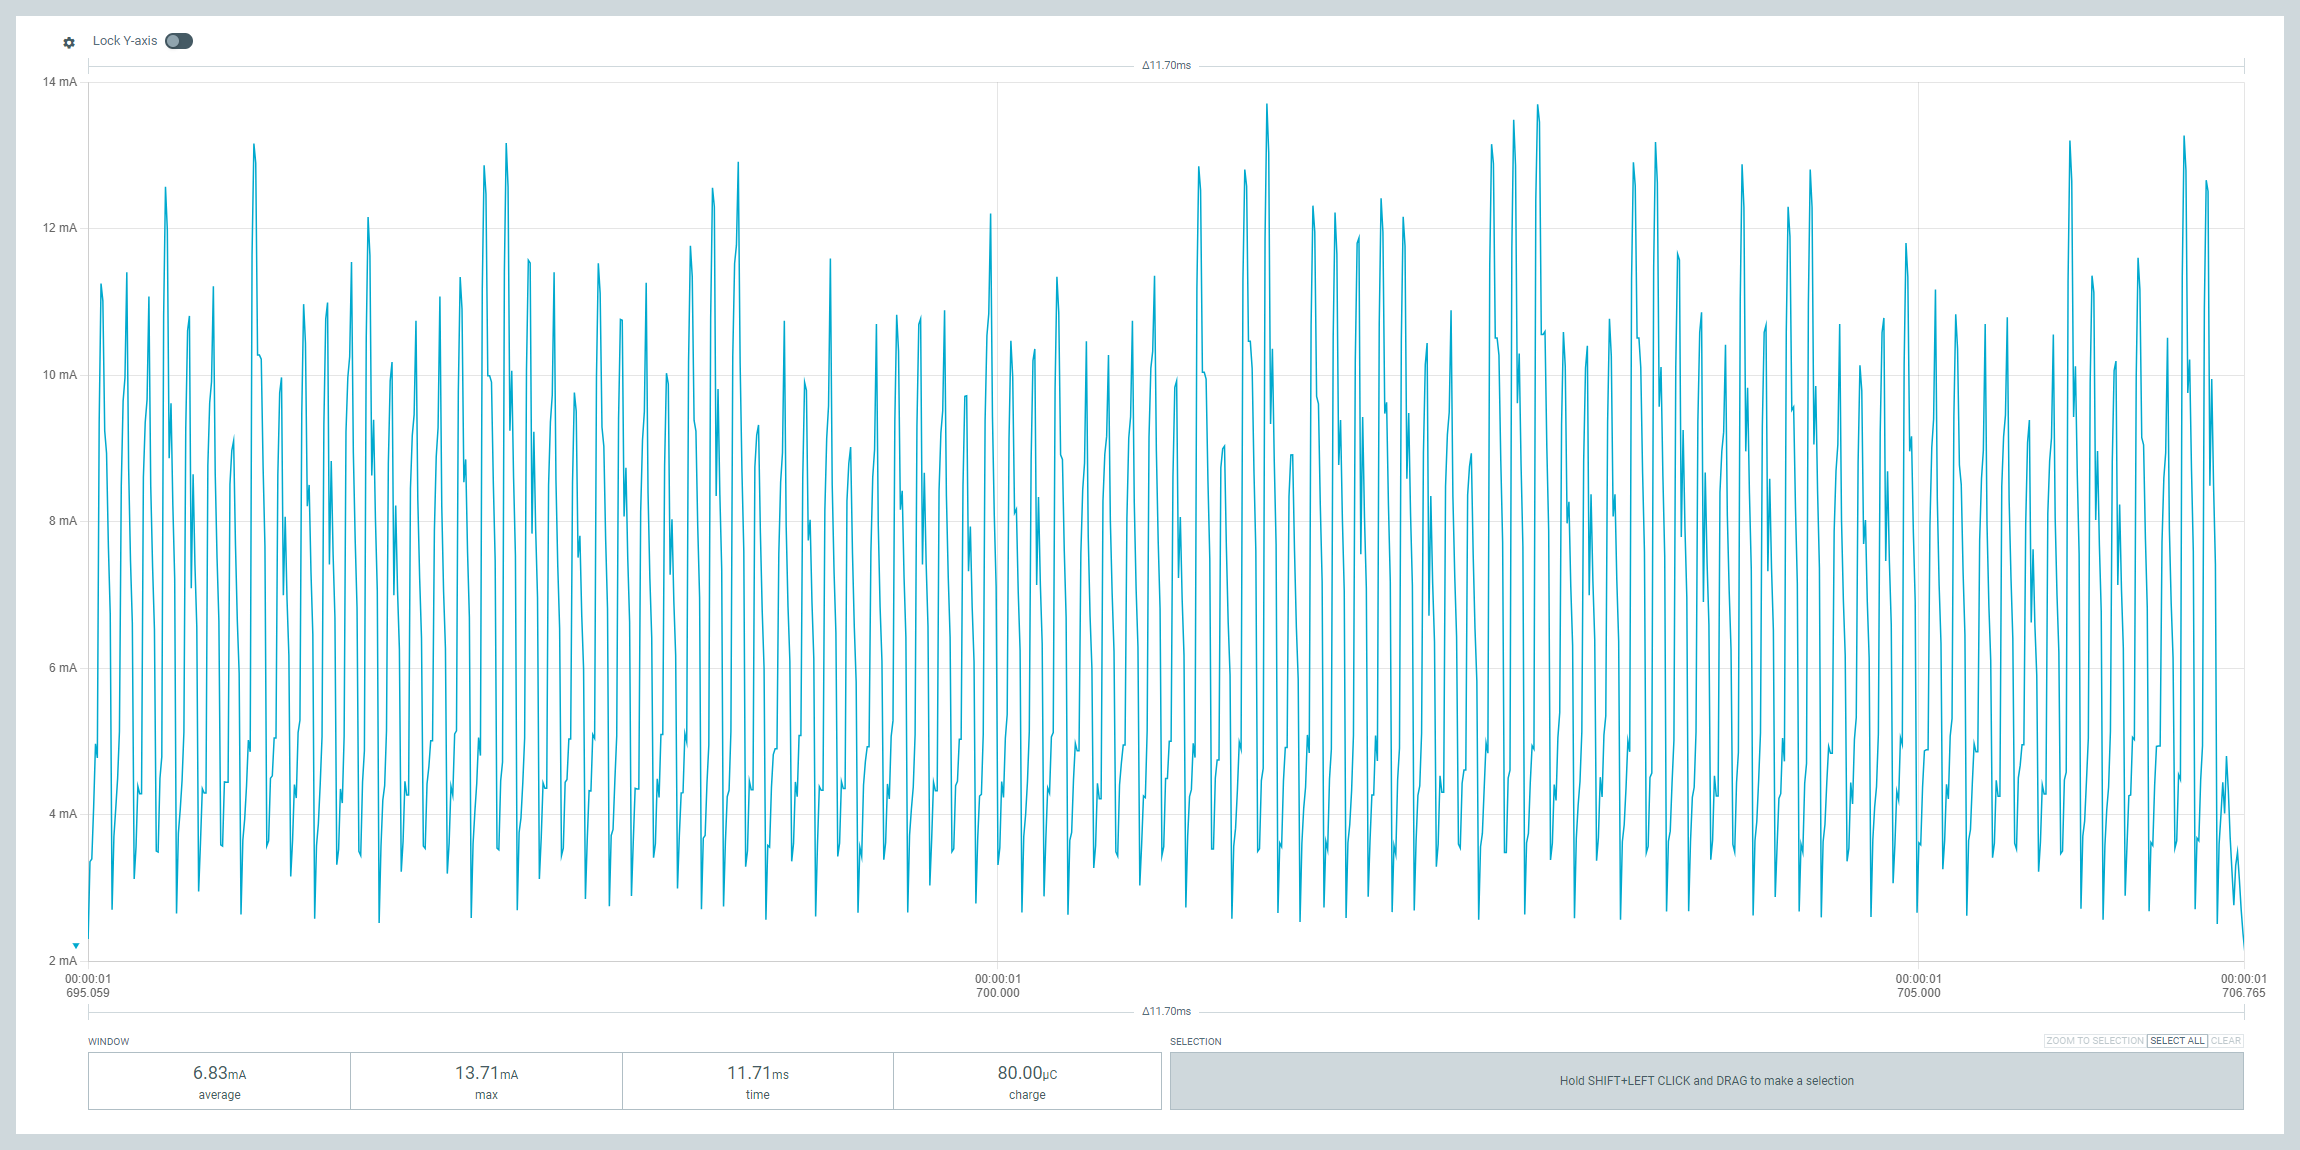 Lock Y-axis
Δ11.70ms
14 mA
12 mA
10 mA
8 mA
6 mA
4 mA
2 mA
00:00:01 00:00:01 00:00:01 00:00:01
695.059 700.000 705.000 706.765
Δ11.70ms
WINDOW SELECTION ZOOM TO SELECTION SELECT ALL CLEAR
6.83mA 13.71mA 11.71ms 80.00μC
average max time charge
Hold SHIFT+LEFT CLICK and DRAG to make a selection